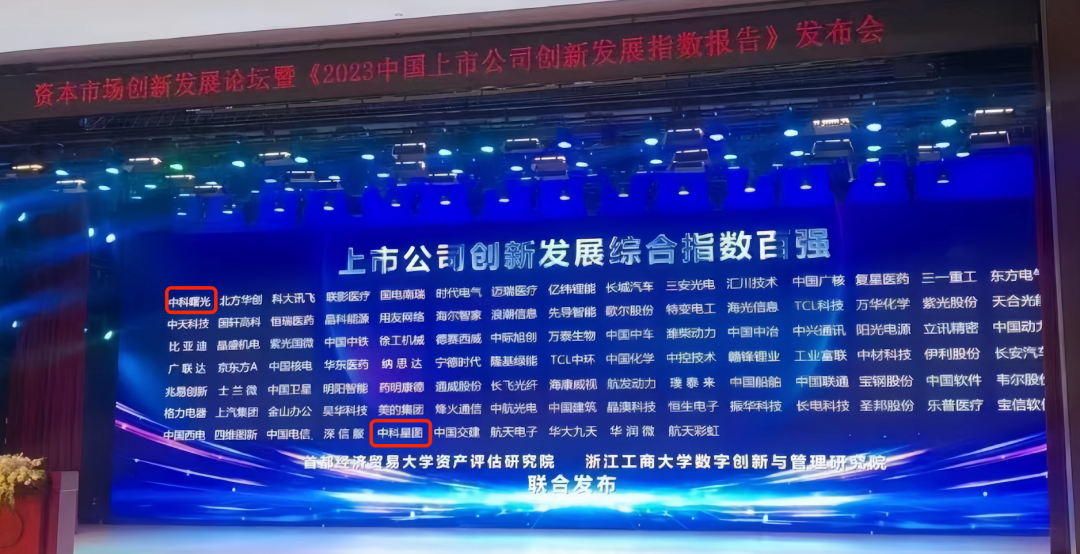 资本市场创新发展论坛暨《2023中国上市公司创新发展指数报告》发布会
上市公司创新发展综合指数百强
中科曙光 北方华创 科大讯飞 联影医疗 国电南瑞 时代电气 迈瑞医疗 亿纬锂能 长城汽车 三安光电 汇川技术 中国广核 复星医药 三一重工 东方电气
中天科技 国轩高科 恒瑞医药 晶科能源 用友网络 海尔智家 浪潮信息 先导智能 歌尔股份 特变电工 海光信息 TCL科技 万华化学 紫光股份 天合光能
比亚迪 晶盛机电 紫光国微 中国中铁 徐工机械 德赛西威 中际旭创 万泰生物 中国中车 潍柴动力 中国中冶 中兴通讯 阳光电源 立讯精密 中国动
广联达 京东方A 中国核电 华东医药 纳思达 宁德时代 隆基绿能 TCL中环 中国化学 中控技术 赣锋锂业 工业富联 中材科技 伊利股份 长安汽车
兆易创新 士兰微 中国卫星 明阳智能 药明康德 通威股份 长飞光纤 海康威视 航发动力 璞泰来 中国船舶 中国联通 宝钢股份 中国软件 韦尔股
格力电器 上汽集团 金山办公 昊华科技 美的集团 烽火通信 中航光电 中国建筑 晶澳科技 恒生电子 振华科技 长电科技 圣邦股份 乐普医疗 宝信软
中国西电 四维图新 中国电信 深信服 中科星图 中国交建 航天电子 华大九天 华润微 航天彩虹
首都经济贸易大学资产评估研究院 浙江工商大学数字创新与管理研究院
联合发布